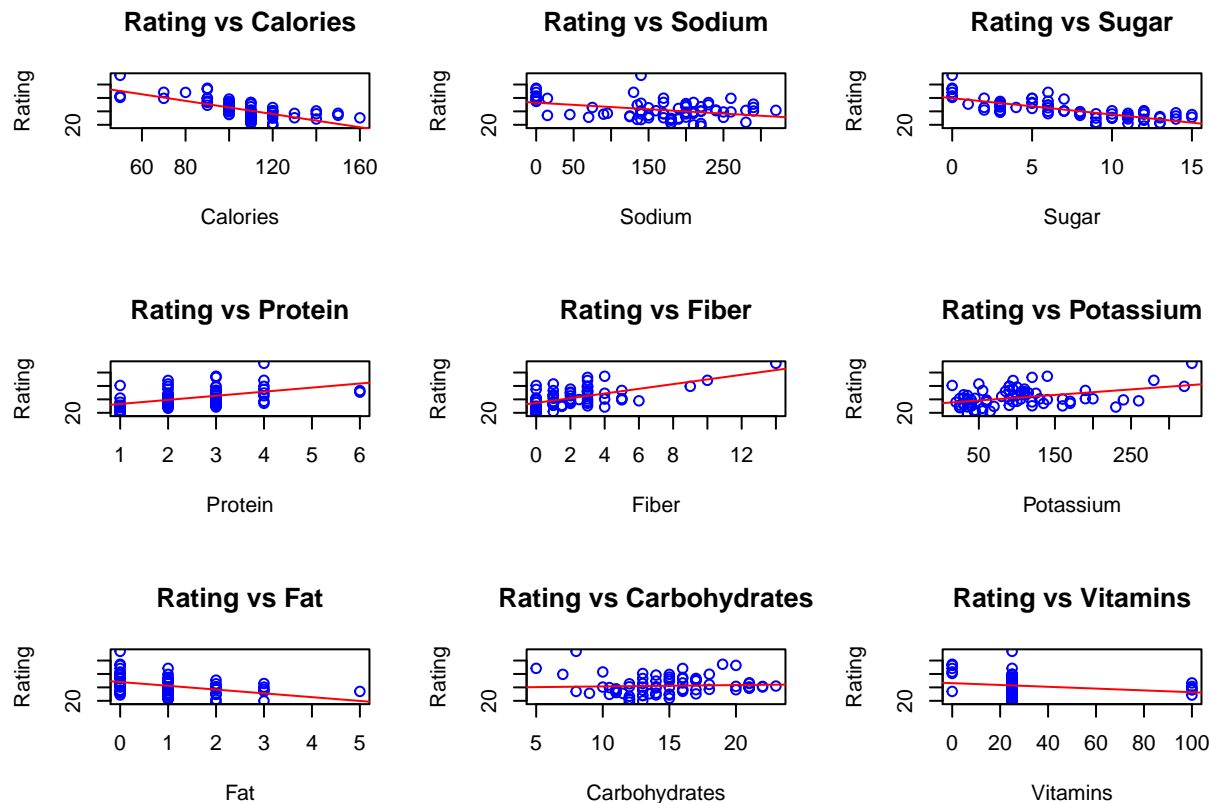 Rating vs Calories
Rating
20
60 80 120 160
Calories
Rating vs Sodium
Rating
20
0 50 150 250
Sodium
Rating vs Sugar
Rating
20
0 5 10 15
Sugar
Rating vs Protein
Rating
20
1 2 3 4 5 6
Protein
Rating vs Fiber
Rating
20
0 2 4 6 8 12
Fiber
Rating vs Potassium
Rating
20
50 150 250
Potassium
Rating vs Fat
Rating
20
0 1 2 3 4 5
Fat
Rating vs Carbohydrates
Rating
20
5 10 15 20
Carbohydrates
Rating vs Vitamins
Rating
20
0 20 40 60 80 100
Vitamins